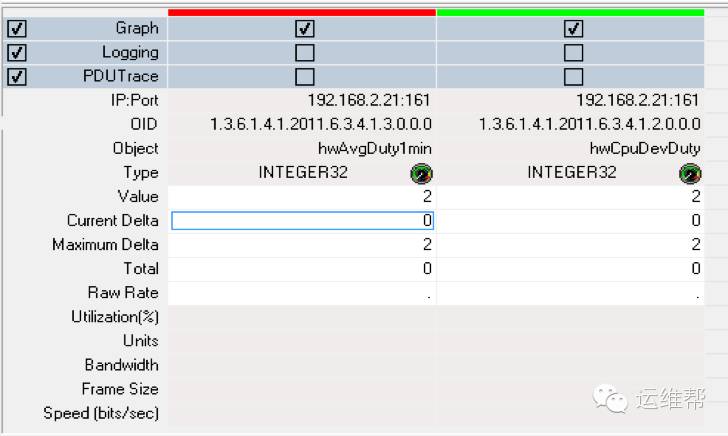 Graph
Logging
PDUTrace
IP:Port 192.168.2.21:161 192.168.2.21:161
OID 1.3.6.1.4.1.2011.6.3.4.1.3.0.0.0 1.3.6.1.4.1.2011.6.3.4.1.2.0.0.0
Object hwAvgDuty1min hwCpuDevDuty
Type INTEGER32 INTEGER32
Value 2 2
Current Delta 0 0
Maximum Delta 2 2
Total 0 0
Raw Rate . .
Utilization(%)
Units
Bandwidth
Frame Size
Speed (bits/sec)
运维帮